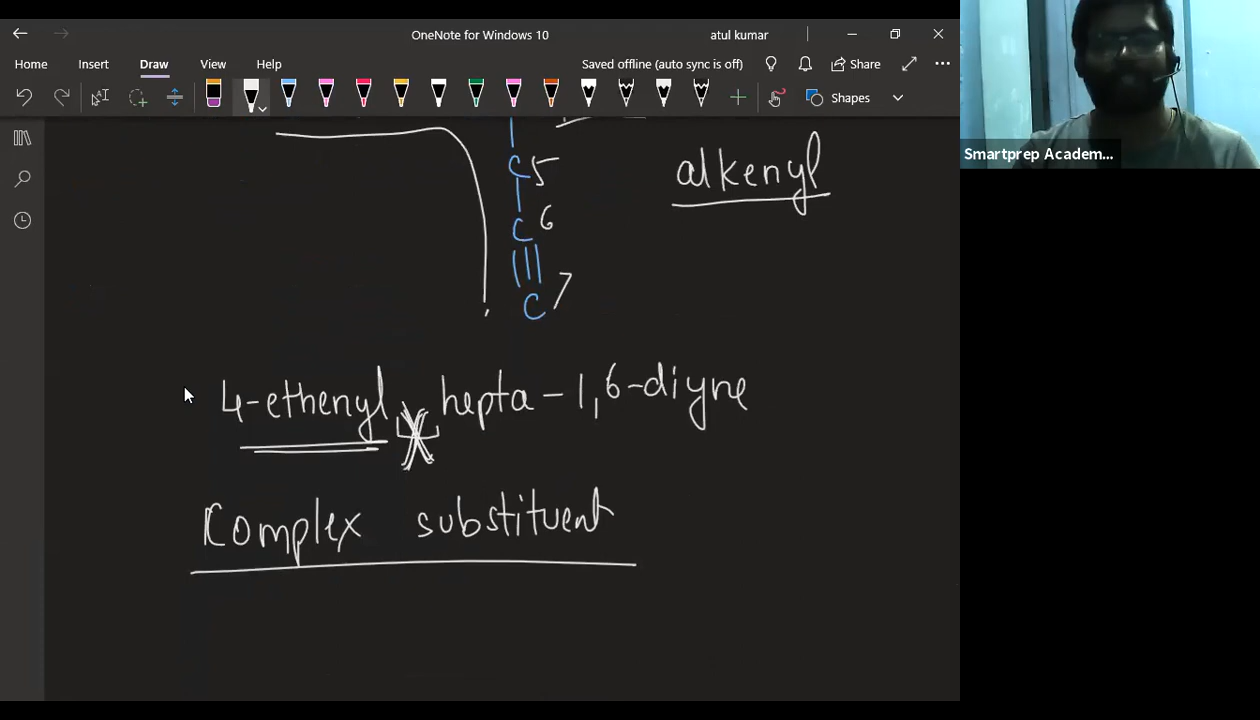 OneNote for Windows 10
atul kumar
Home Insert Draw View Help
Saved offline (auto sync is off)
Share
Shapes
Smartprep Academ...
C 5
alkenyl
C 6
C 7
4-ethenyl hepta-1,6-diyne
Complex substituent